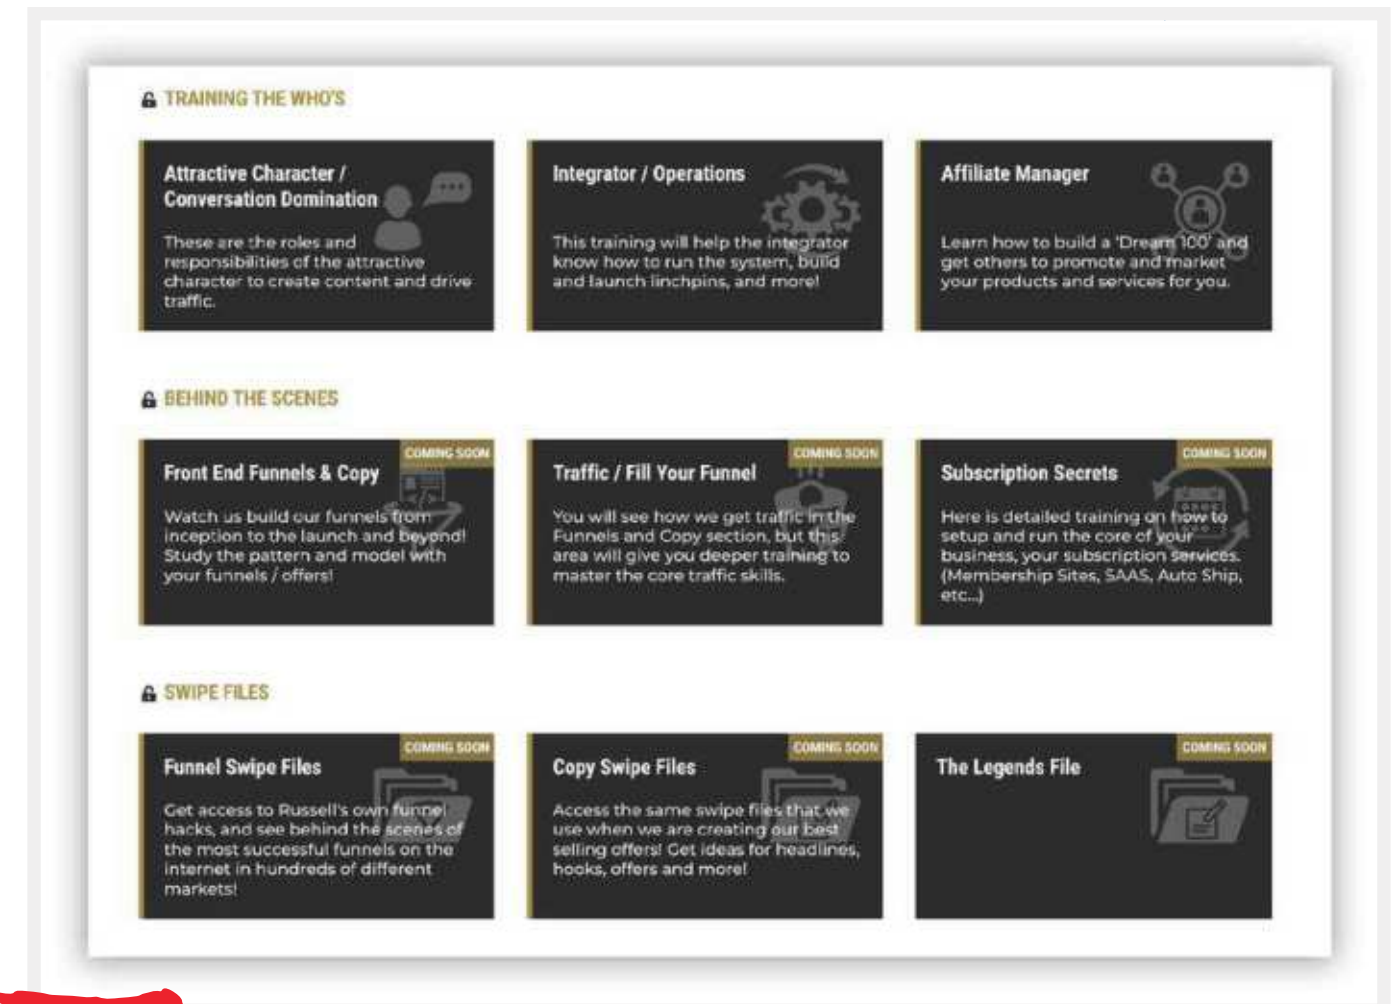 TRAINING THE WHO'S
Attractive Character /
Conversation Domination
These are the roles and
responsibilities of the attractive
character to create content and drive
traffic.
Integrator / Operations
This training will help the integrator
know how to run the system, build
and launch linchpins, and more!
Affiliate Manager
Learn how to build a 'Dream 100' and
get others to promote and market
your products and services for you.
BEHIND THE SCENES
COMING SOON
Front End Funnels & Copy
Watch us build our funnels from
inception to the launch and beyond!
Study the pattern and model with
your funnels / offers!
COMING SOON
Traffic / Fill Your Funnel
You will see how we get traffic in the
Funnels and Copy section, but this
area will give you deeper training to
master the core traffic skills.
COMING SOON
Subscription Secrets
Here is detailed training on how to
setup and run the core of your
business, your subscription services.
(Membership Sites, SAAS, Auto Ship,
etc...)
SWIPE FILES
COMING SOON
Funnel Swipe Files
Get access to Russell's own funnel
hacks, and see behind the scenes of
the most successful funnels on the
internet in hundreds of different
markets!
COMING SOON
Copy Swipe Files
Access the same swipe files that we
use when we are creating our best
selling offers! Get ideas for headlines,
hooks, offers and more!
COMING SOON
The Legends File